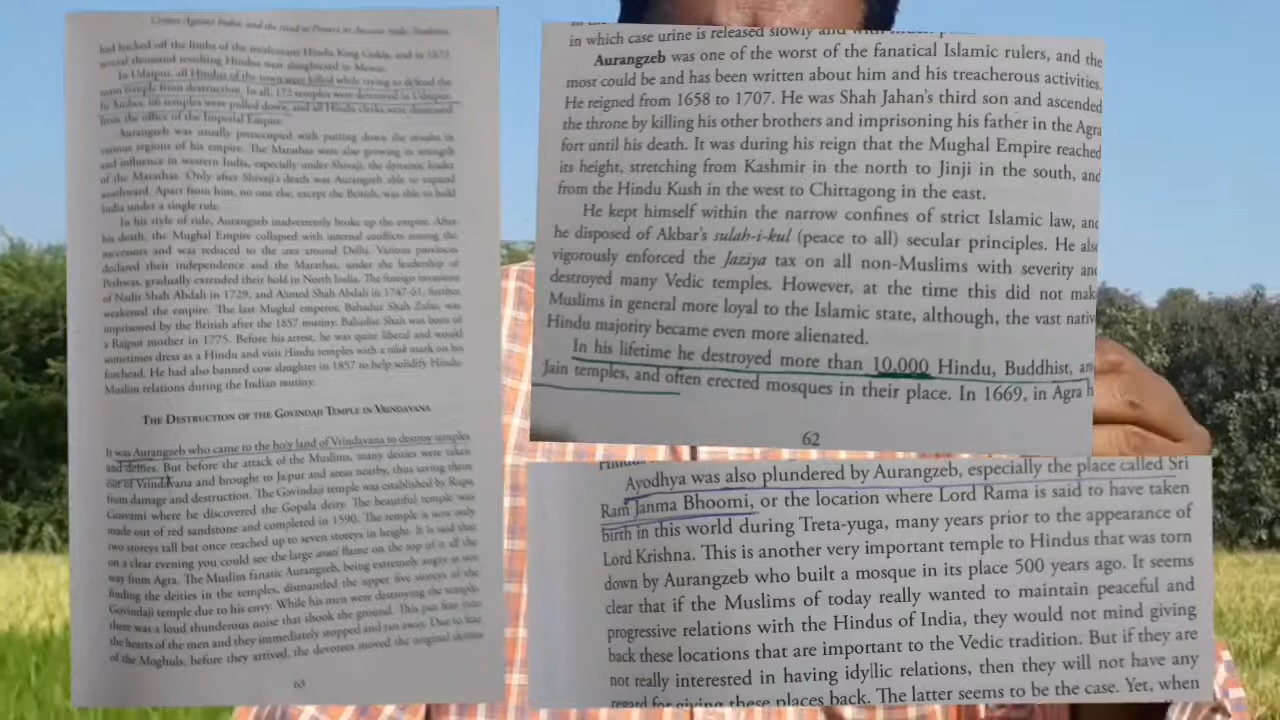 had hacked off the limbs of the Hindu King Gokla, and in 1672
several thousand revolting Hindus were slaughtered in Mewat.
In Udaipur, all Hindus of the town were killed while trying to defend the
main temple from destruction. In all, 172 temples were destroyed in Udaipur.
In Amber, 66 temples were pulled down, and all Hindu clerks were dismissed
from the office of the Imperial Empire.
Aurangzeb was usually preoccupied with putting down the revolts in
various regions of his empire. The Marathas were also growing in strength
and influence in western India, especially under Shivaji, the dynamic leader
of the Marathas. Only after Shivaji's death was Aurangzeb able to expand
southward. Apart from him, no one else, except the British, was able to hold
India under a single rule.
In his style of rule, Aurangzeb inadvertently broke up the empire. After
his death, the Mughal Empire collapsed with internal conflicts among the
successors and was reduced to the area around Delhi. Various provinces
declared their independence and the Marathas, under the leadership of
Peshwas, gradually extended their hold in North India. The foreign invasions
of Nadir Shah Abdali in 1729, and Ahmed Shah Abdali in 1747-61, further
weakened the empire. The last Mughal emperor, Bahadur Shah Zafar, was
imprisoned by the British after the 1857 mutiny. Bahadur Shah was born of
a Rajput mother in 1775. Before his arrest, he was quite liberal and would
sometimes dress as a Hindu and visit Hindu temples with a tilok mark on his
forehead. He had also banned cow slaughter in 1857 to help solidify Hindu-
Muslim relations during the Indian mutiny.
THE DESTRUCTION OF THE GOVINDAJI TEMPLE IN VRINDAVANA
It was Aurangzeb who came to the holy land of Vrindavana to destroy temples
and deities. But before the attack of the Muslims, many deities were taken
out of Vrindavana and brought to Jaipur and areas nearby, thus saving them
from damage and destruction. The Govindaji temple was established by Rupa
Goswami where he discovered the Gopala deity. The beautiful temple was
made out of red sandstone and completed in 1590. The temple is now only
two storeys tall but once reached up to seven storeys in height. It is said that
on a clear evening you could see the large arati flame on the top of it all the
way from Agra. The Muslim fanatic Aurangzeb, being extremely angry at not
finding the deities in the temples, dismantled the upper five storeys of the
Govindaji temple due to his envy. While his men were destroying the temple
there was a loud thunderous noise that shook the ground. This put fear into
the hearts of the men and they immediately stopped and ran away. Due to fear
of the Moghuls, before they arrived, the devotees moved the original deities
63
in which case urine is released slowly and
Aurangzeb was one of the worst of the fanatical Islamic rulers, and the
most could be and has been written about him and his treacherous activities.
He reigned from 1658 to 1707. He was Shah Jahan's third son and ascended
the throne by killing his other brothers and imprisoning his father in the Agra
fort until his death. It was during his reign that the Mughal Empire reached
its height, stretching from Kashmir in the north to Jinji in the south, and
from the Hindu Kush in the west to Chittagong in the east.
He kept himself within the narrow confines of strict Islamic law, and
he disposed of Akbar's sulah-i-kul (peace to all) secular principles. He also
vigorously enforced the Jaziya tax on all non-Muslims with severity and
destroyed many Vedic temples. However, at the time this did not mak
Muslims in general more loyal to the Islamic state, although, the vast nativ
Hindu majority became even more alienated.
In his lifetime he destroyed more than 10,000 Hindu, Buddhist, an
Jain temples, and often erected mosques in their place. In 1669, in Agra h
62
Ayodhya was also plundered by Aurangzeb, especially the place called Sri
Ram Janma Bhoomi, or the location where Lord Rama is said to have taken
birth in this world during Treta-yuga, many years prior to the appearance of
Lord Krishna. This is another very important temple to Hindus that was torn
down by Aurangzeb who built a mosque in its place 500 years ago. It seems
clear that if the Muslims of today really wanted to maintain peaceful and
progressive relations with the Hindus of India, they would not mind giving
back these locations that are important to the Vedic tradition. But if they are
not really interested in having idyllic relations, then they will not have any
regard for giving these places back. The latter seems to be the case. Yet, when